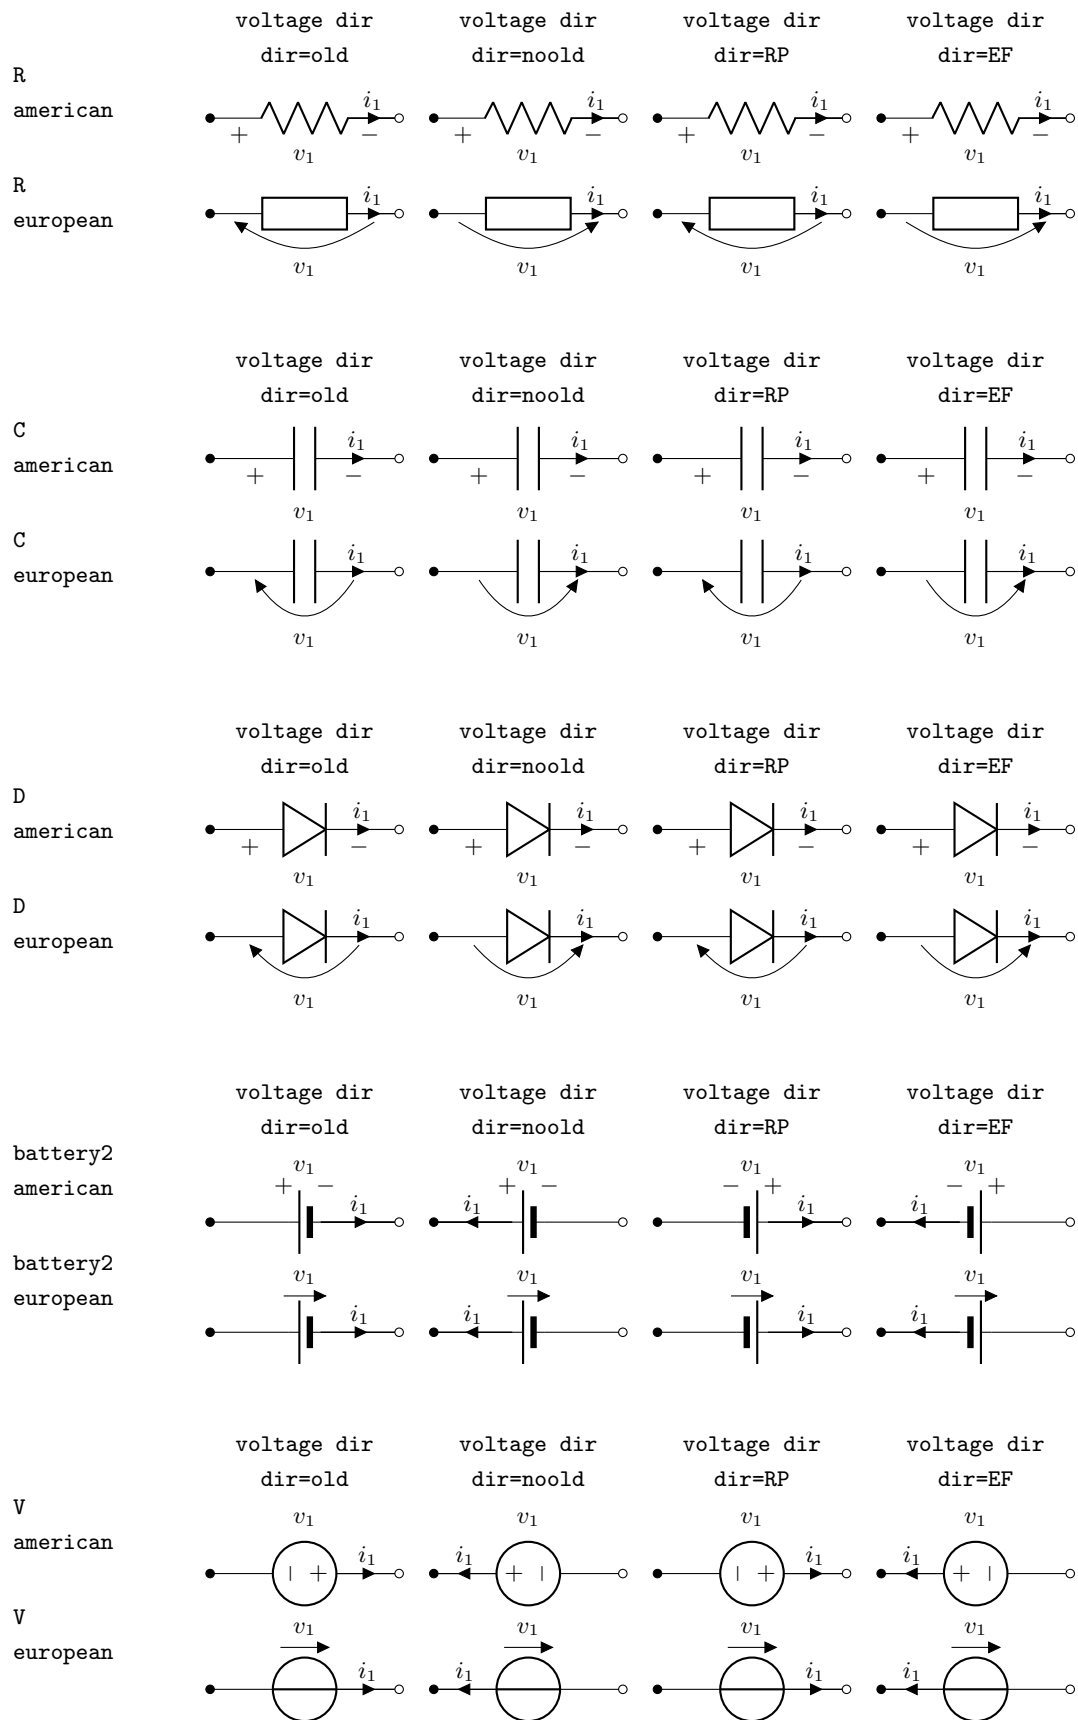 voltage dir voltage dir voltage dir voltage dir
dir=old dir=noold dir=RP dir=EF
R
american
i₁ i₁ i₁ i₁
+ − + − + − + −
v₁ v₁ v₁ v₁
R
european
i₁ i₁ i₁ i₁
v₁ v₁ v₁ v₁
voltage dir voltage dir voltage dir voltage dir
dir=old dir=noold dir=RP dir=EF
C
american
i₁ i₁ i₁ i₁
+ − + − + − + −
v₁ v₁ v₁ v₁
C
european
i₁ i₁ i₁ i₁
v₁ v₁ v₁ v₁
voltage dir voltage dir voltage dir voltage dir
dir=old dir=noold dir=RP dir=EF
D
american
i₁ i₁ i₁ i₁
+ − + − + − + −
v₁ v₁ v₁ v₁
D
european
i₁ i₁ i₁ i₁
v₁ v₁ v₁ v₁
voltage dir voltage dir voltage dir voltage dir
dir=old dir=noold dir=RP dir=EF
battery2
american
v₁ v₁ v₁ v₁
+ − + − − + − +
i₁ i₁ i₁ i₁
battery2
european
v₁ v₁ v₁ v₁
i₁ i₁ i₁ i₁
voltage dir voltage dir voltage dir voltage dir
dir=old dir=noold dir=RP dir=EF
V
american
v₁ v₁ v₁ v₁
− + i₁ i₁ + − − + i₁ i₁ + −
V
european
v₁ v₁ v₁ v₁
i₁ i₁ i₁ i₁